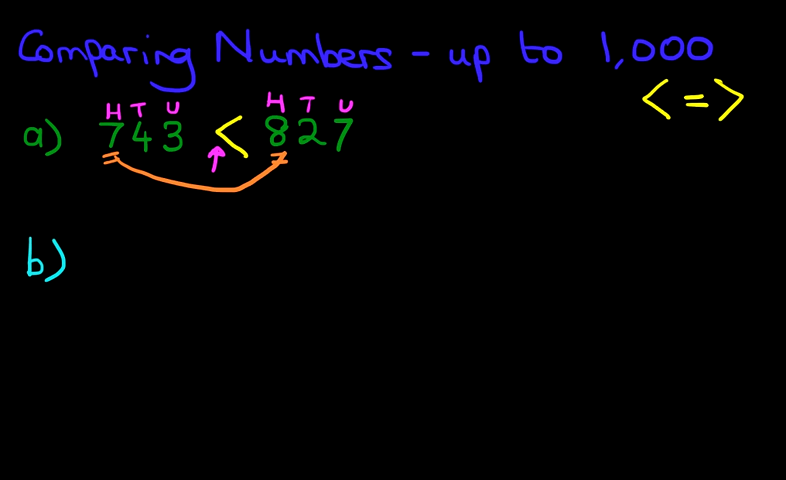 Comparing Numbers - up to 1,000
< = >
H T U H T U
a) 743 < 827
b)